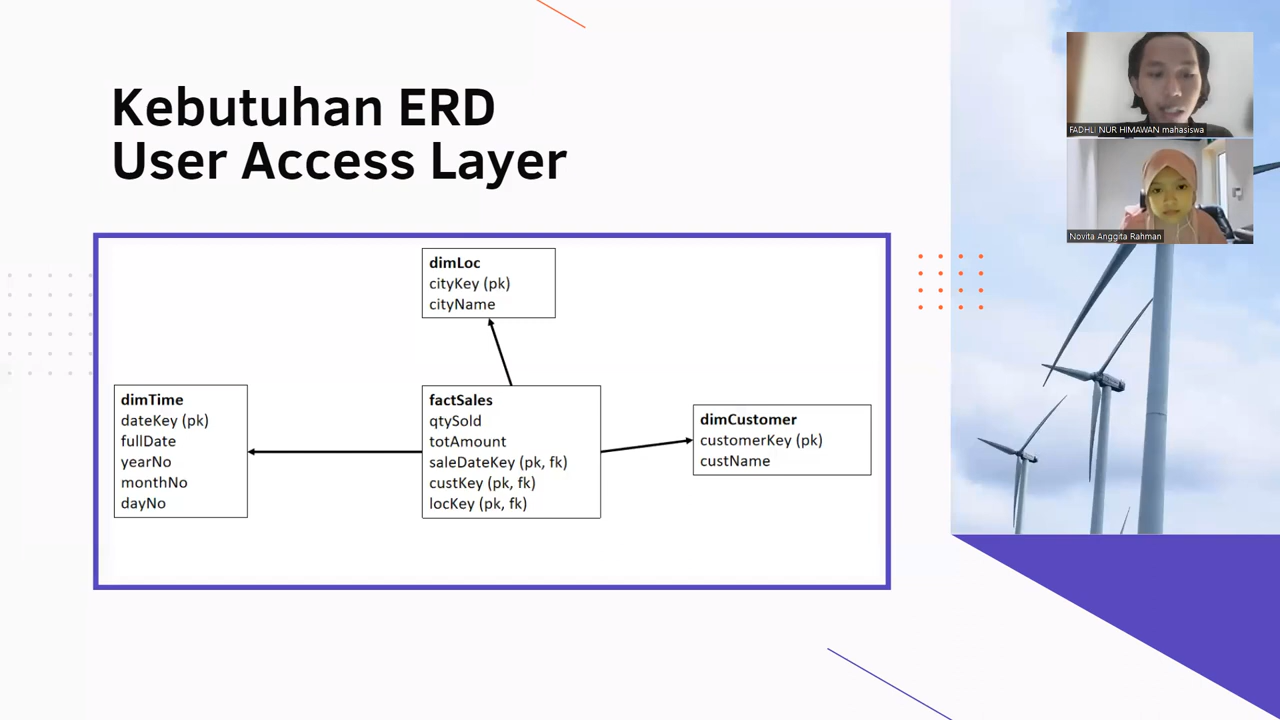 Kebutuhan ERD
User Access Layer
FADHLI NUR HIMAWAN mahasiswa
Novita Anggita Rahman
dimLoc
cityKey (pk)
cityName
dimTime
dateKey (pk)
fullDate
yearNo
monthNo
dayNo
factSales
qtySold
totAmount
saleDateKey (pk, fk)
custKey (pk, fk)
locKey (pk, fk)
dimCustomer
customerKey (pk)
custName